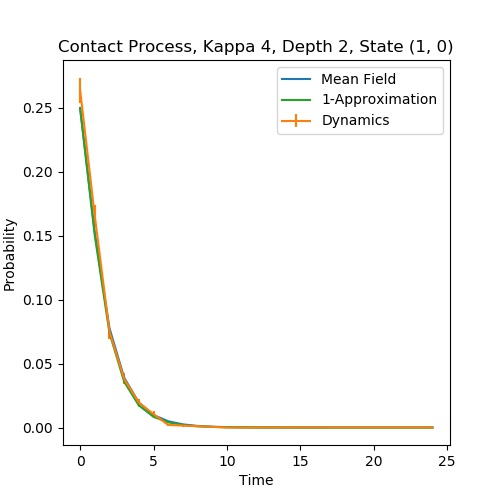 Contact Process, Kappa 4, Depth 2, State (1, 0)
Mean Field
1-Approximation
Dynamics
0.25
0.20
0.15
0.10
0.05
0.00
Probability
0 5 10 15 20 25
Time